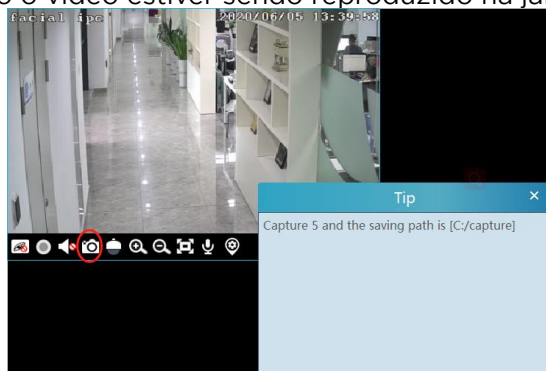 o o vídeo estiver sendo reproduzido na ja
facial ipc
2020/06/05 13:39:58
Tip
Capture 5 and the saving path is [C:/capture]